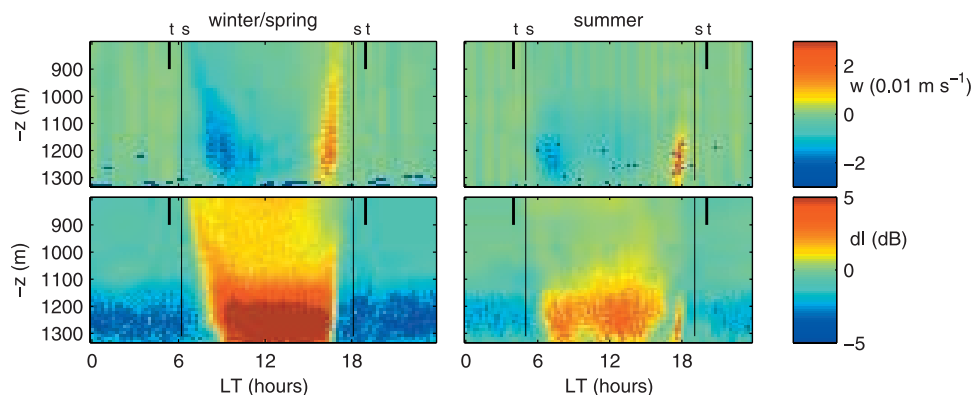 winter/spring
summer
t s
s t
t s
s t
900
1000
1100
1200
1300
-z (m)
2
0
-2
w (0.01 m s⁻¹)
900
1000
1100
1200
1300
-z (m)
5
0
-5
dI (dB)
0 6 12 18
LT (hours)
6 12 18
LT (hours)